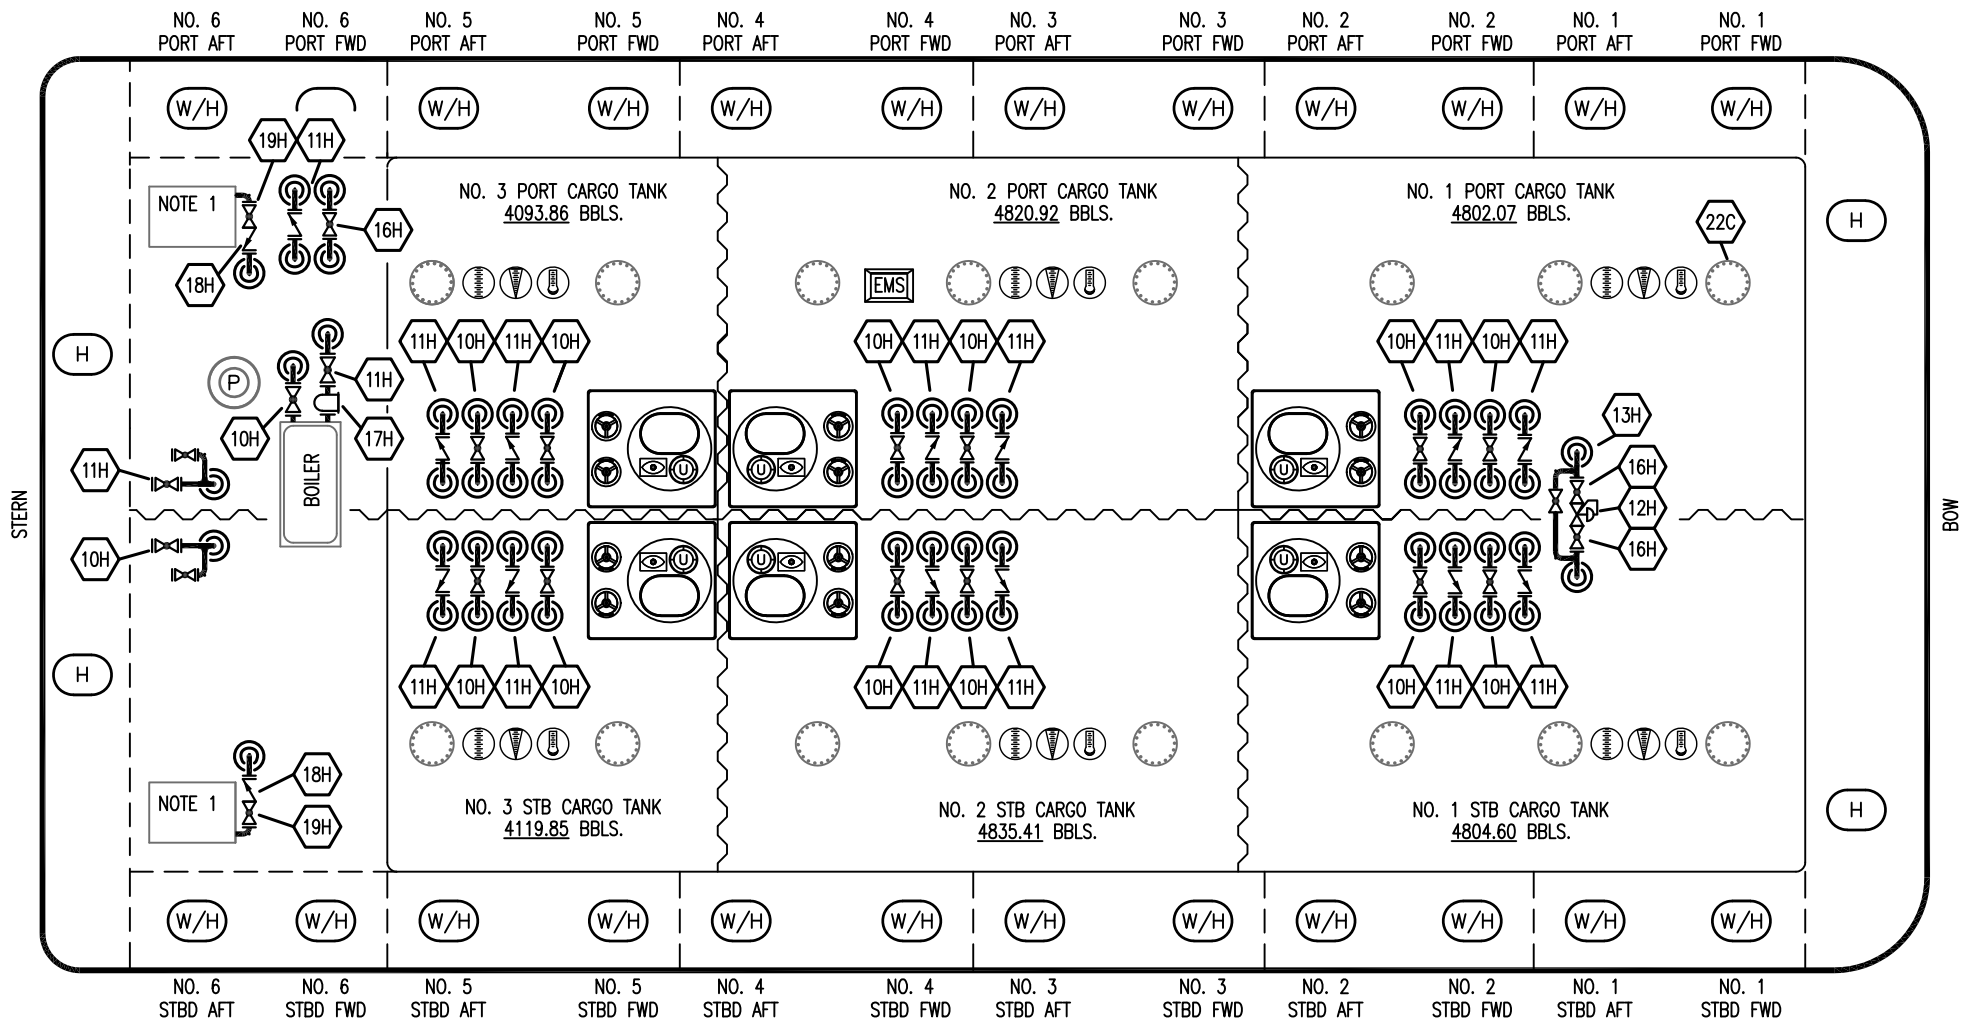 NO. 6 NO. 6 NO. 5 NO. 5 NO. 4 NO. 4 NO. 3 NO. 3 NO. 2 NO. 2 NO. 1 NO. 1
PORT AFT PORT FWD PORT AFT PORT FWD PORT AFT PORT FWD PORT AFT PORT FWD PORT AFT PORT FWD PORT AFT PORT FWD
W/H W/H W/H W/H W/H W/H W/H W/H W/H W/H W/H
19H 11H
NO. 3 PORT CARGO TANK NO. 2 PORT CARGO TANK NO. 1 PORT CARGO TANK
NOTE 1
4093.86 BBLS. 4820.92 BBLS. 4802.07 BBLS.
16H 22C H
18H EMS
11H 10H 11H 10H 10H 11H 10H 11H 10H 11H 10H 11H
H
P 11H
13H
10H 17H
U U U
11H BOILER 16H
12H
STERN BOW
10H 16H
U U U
H
11H 10H 11H 10H 10H 11H 10H 11H 10H 11H 10H 11H
18H
NOTE 1 NO. 3 STB CARGO TANK NO. 2 STB CARGO TANK NO. 1 STB CARGO TANK H
19H 4119.85 BBLS. 4835.41 BBLS. 4804.60 BBLS.
W/H W/H W/H W/H W/H W/H W/H W/H W/H W/H W/H W/H
NO. 6 NO. 6 NO. 5 NO. 5 NO. 4 NO. 4 NO. 3 NO. 3 NO. 2 NO. 2 NO. 1 NO. 1
STBD AFT STBD FWD STBD AFT STBD FWD STBD AFT STBD FWD STBD AFT STBD FWD STBD AFT STBD FWD STBD AFT STBD FWD